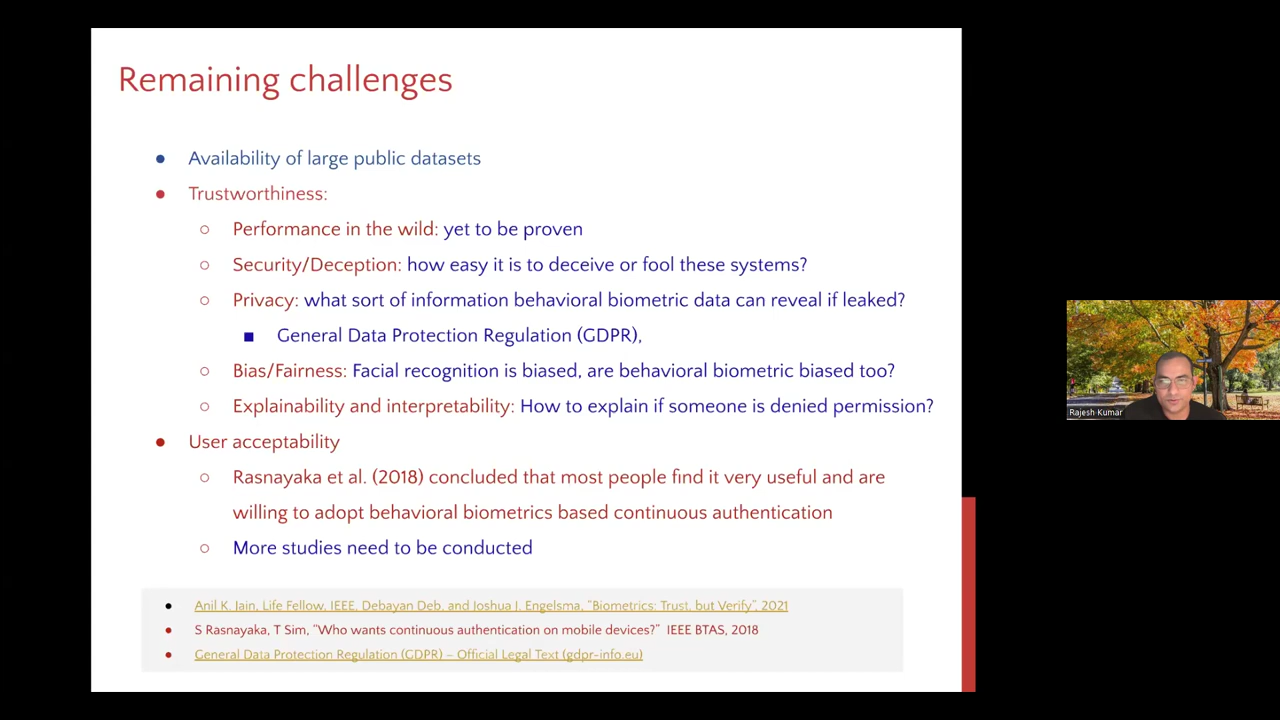 Remaining challenges
● Availability of large public datasets
● Trustworthiness:
○ Performance in the wild: yet to be proven
○ Security/Deception: how easy it is to deceive or fool these systems?
○ Privacy: what sort of information behavioral biometric data can reveal if leaked?
■ General Data Protection Regulation (GDPR),
○ Bias/Fairness: Facial recognition is biased, are behavioral biometric biased too?
○ Explainability and interpretability: How to explain if someone is denied permission?
● User acceptability
○ Rasnayaka et al. (2018) concluded that most people find it very useful and are
willing to adopt behavioral biometrics based continuous authentication
○ More studies need to be conducted
● Anil K. Jain, Life Fellow, IEEE, Debayan Deb, and Joshua J. Engelsma, "Biometrics: Trust, but Verify", 2021
● S Rasnayaka, T Sim, "Who wants continuous authentication on mobile devices?" IEEE BTAS, 2018
● General Data Protection Regulation (GDPR) – Official Legal Text (gdpr-info.eu)
Rajesh Kumar